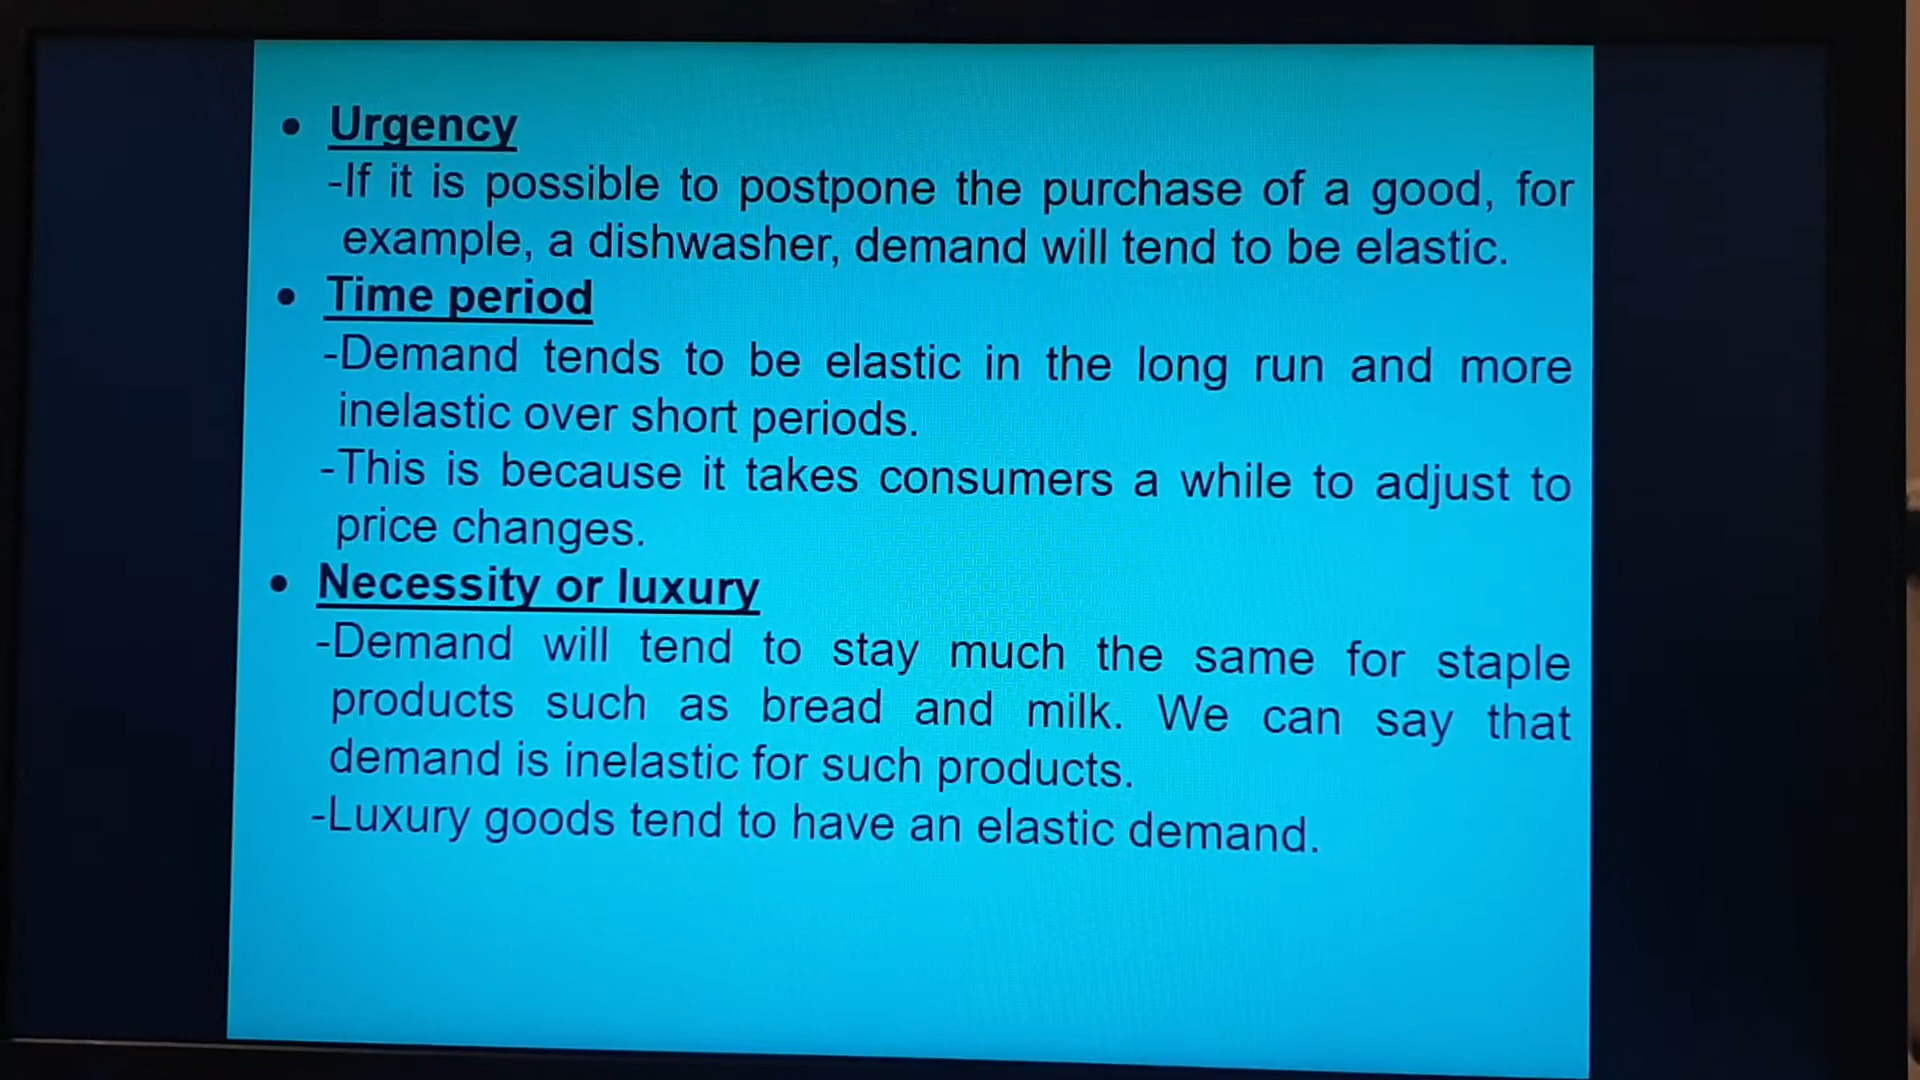 • Urgency
-If it is possible to postpone the purchase of a good, for
example, a dishwasher, demand will tend to be elastic.
• Time period
-Demand tends to be elastic in the long run and more
inelastic over short periods.
-This is because it takes consumers a while to adjust to
price changes.
• Necessity or luxury
-Demand will tend to stay much the same for staple
products such as bread and milk. We can say that
demand is inelastic for such products.
-Luxury goods tend to have an elastic demand.